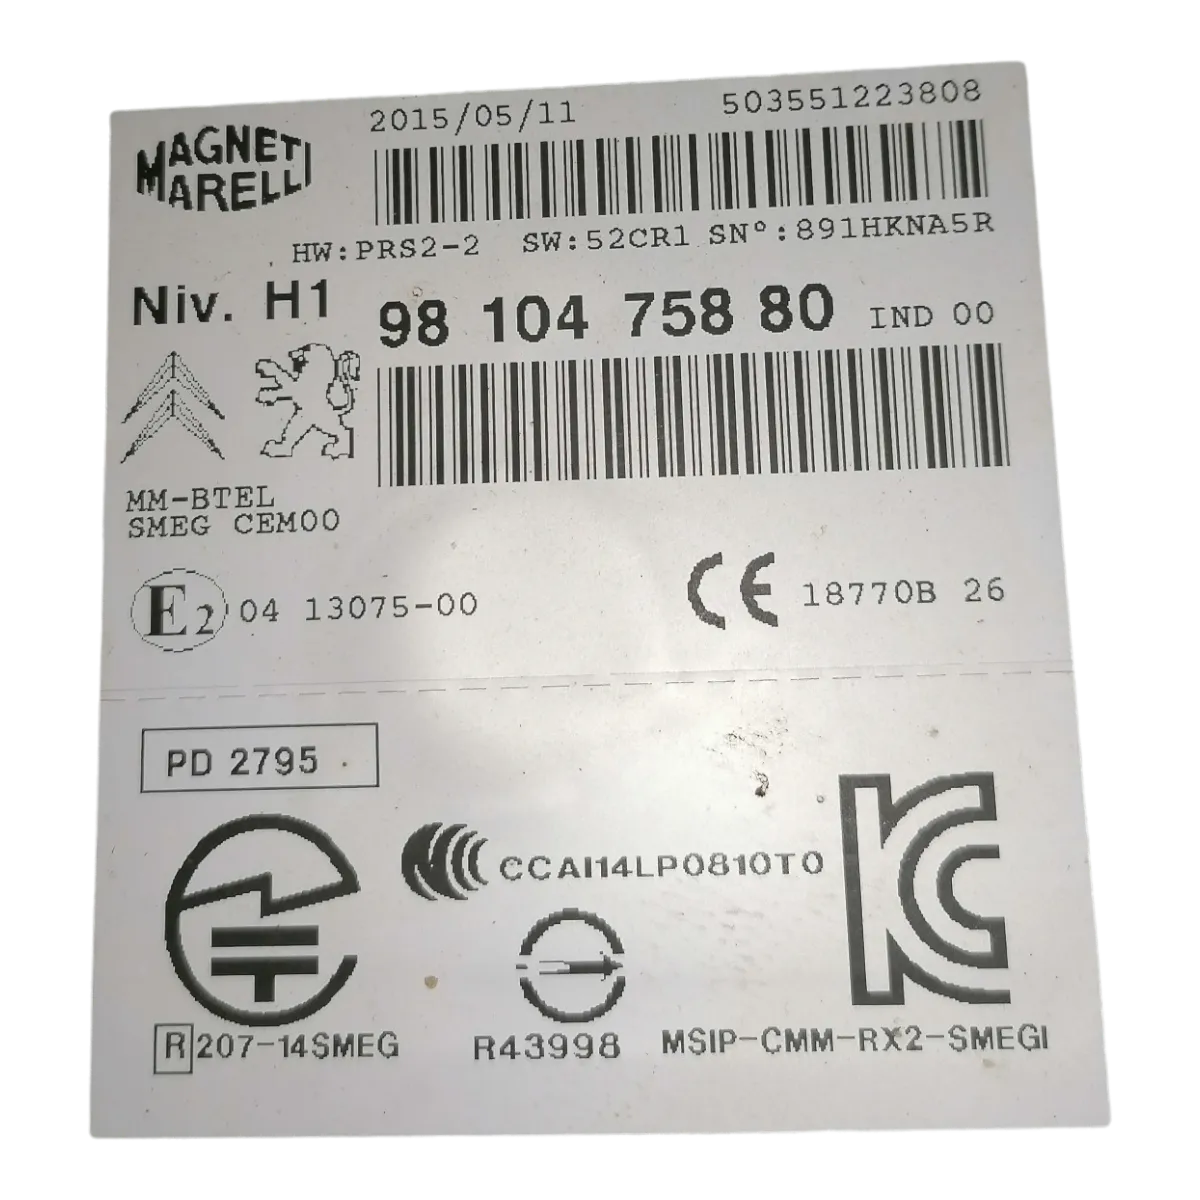 MAGNETI
MARELLI
2015/05/11 503551223808
HW:PRS2-2 SW:52CR1 SN°:891HKNA5R
Niv. H1 98 104 758 80 IND 00
MM-BTEL
SMEG CEM00
E2 04 13075-00 CE 18770B 26
PD 2795
CCAI14LP0810T0
R 207-14SMEG R43998 MSIP-CMM-RX2-SMEGI